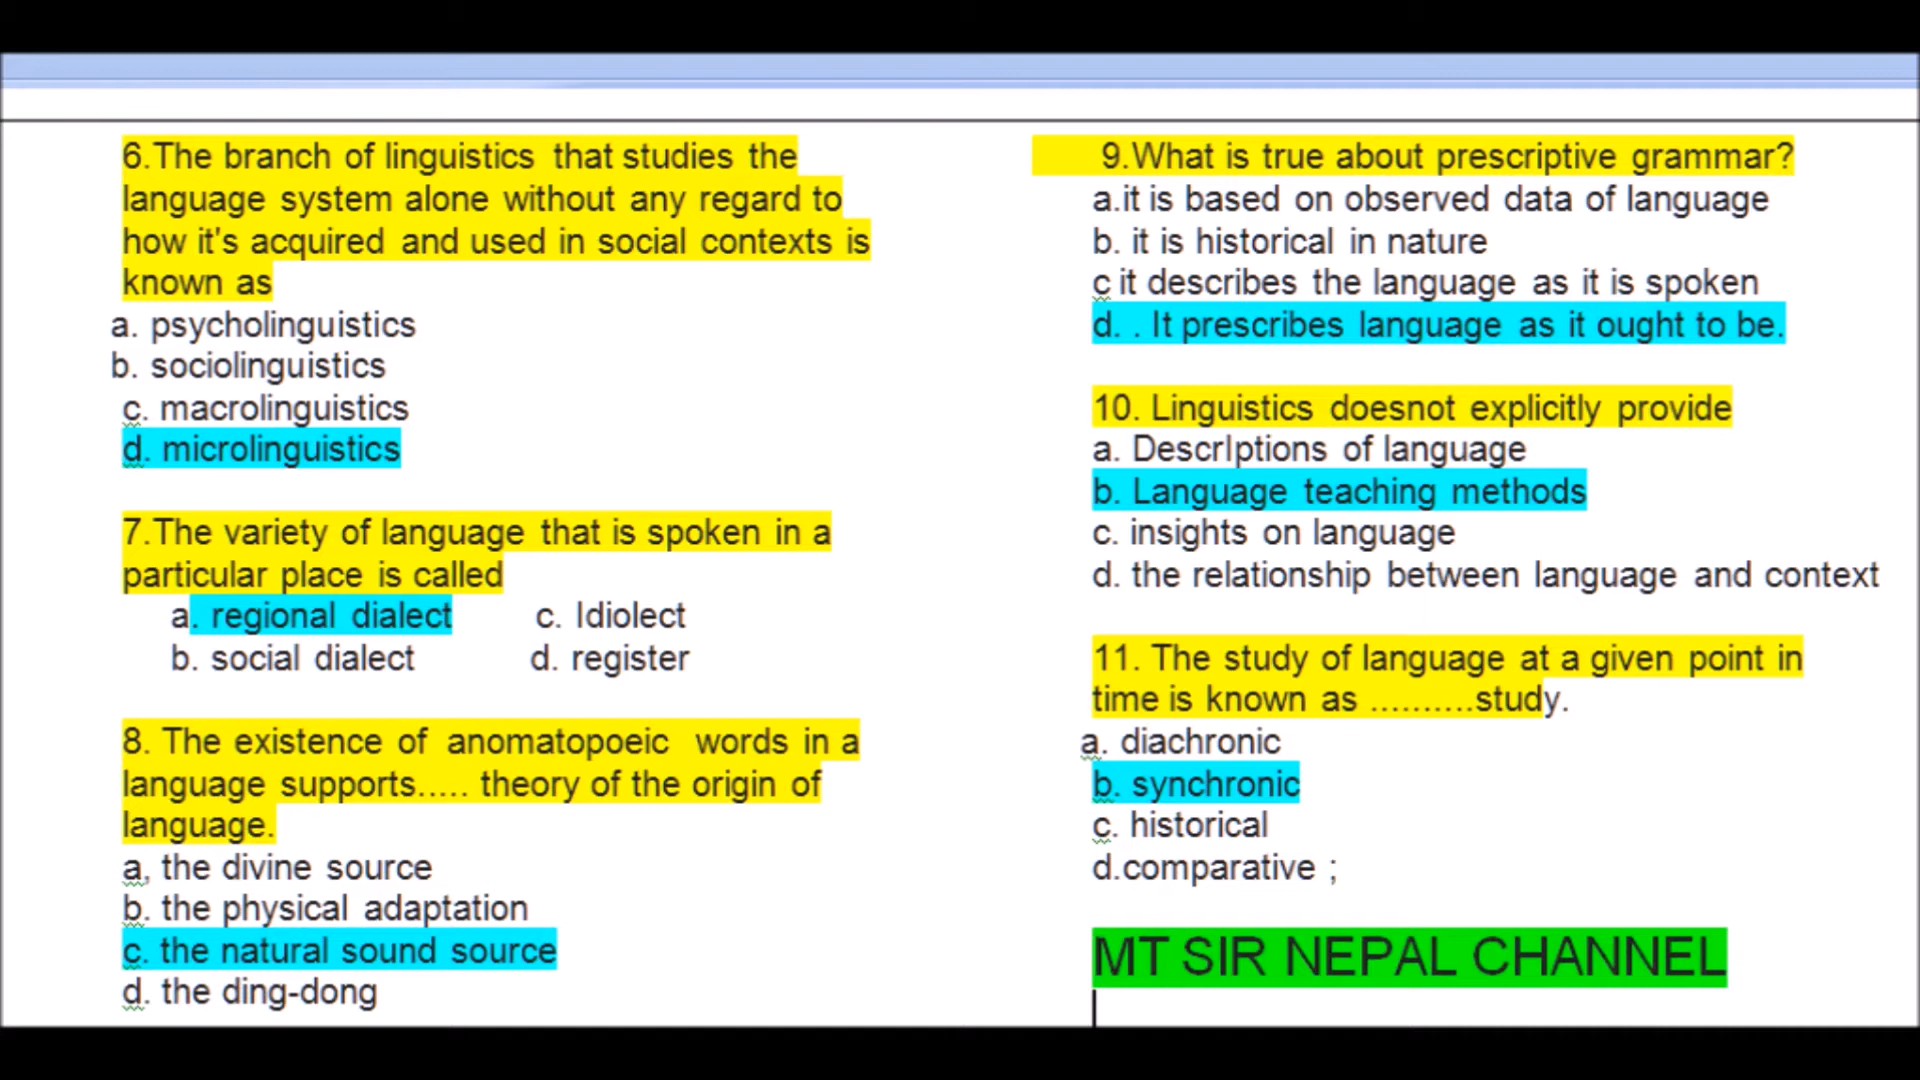 6.The branch of linguistics that studies the
language system alone without any regard to
how it's acquired and used in social contexts is
known as
a. psycholinguistics
b. sociolinguistics
c. macrolinguistics
d. microlinguistics
7.The variety of language that is spoken in a
particular place is called
a. regional dialect c. Idiolect
b. social dialect d. register
8. The existence of anomatopoeic words in a
language supports..... theory of the origin of
language.
a, the divine source
b. the physical adaptation
c. the natural sound source
d. the ding-dong
9.What is true about prescriptive grammar?
a.it is based on observed data of language
b. it is historical in nature
c it describes the language as it is spoken
d. . It prescribes language as it ought to be.
10. Linguistics doesnot explicitly provide
a. DescrIptions of language
b. Language teaching methods
c. insights on language
d. the relationship between language and context
11. The study of language at a given point in
time is known as ..........study.
a. diachronic
b. synchronic
c. historical
d.comparative ;
MT SIR NEPAL CHANNEL